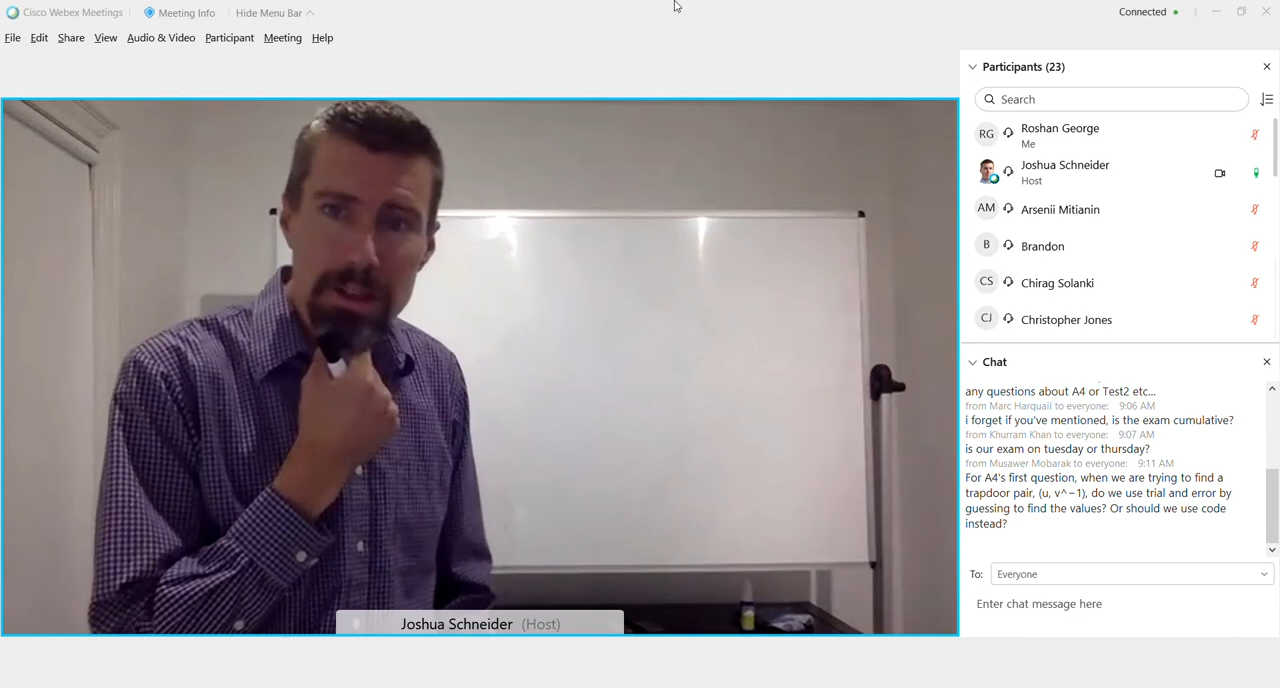 Cisco Webex Meetings
Meeting Info
Hide Menu Bar
Connected
File Edit Share View Audio & Video Participant Meeting Help
Joshua Schneider (Host)
Participants (23)
Search
RG
Roshan George
Me
Joshua Schneider
Host
AM
Arsenii Mitianin
B
Brandon
CS
Chirag Solanki
CJ
Christopher Jones
Chat
any questions about A4 or Test2 etc...
from Marc Harquail to everyone: 9:06 AM
i forget if you've mentioned, is the exam cumulative?
from Khurram Khan to everyone: 9:07 AM
is our exam on tuesday or thursday?
from Musawer Mobarak to everyone: 9:11 AM
For A4's first question, when we are trying to find a
trapdoor pair, (u, v^−1), do we use trial and error by
guessing to find the values? Or should we use code
instead?
To: Everyone
Enter chat message here